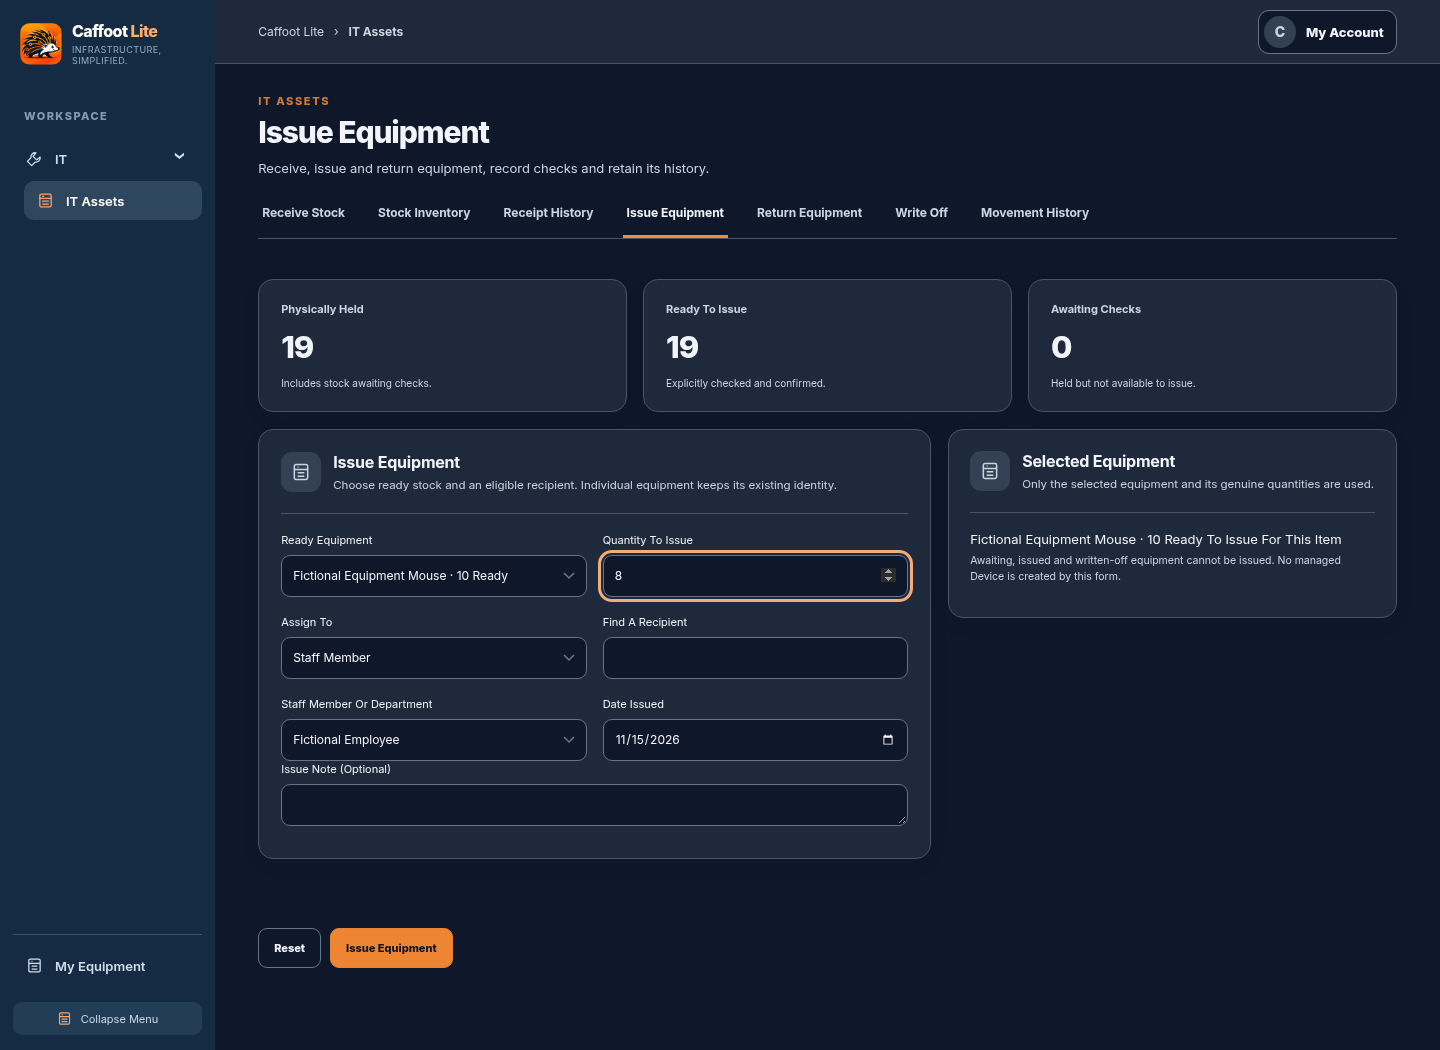 Caffoot Lite
INFRASTRUCTURE,
SIMPLIFIED.
WORKSPACE
IT
IT Assets
My Equipment
Collapse Menu
Caffoot Lite › IT Assets
C My Account
IT ASSETS
Issue Equipment
Receive, issue and return equipment, record checks and retain its history.
Receive Stock Stock Inventory Receipt History Issue Equipment Return Equipment Write Off Movement History
Physically Held
19
Includes stock awaiting checks.
Ready To Issue
19
Explicitly checked and confirmed.
Awaiting Checks
0
Held but not available to issue.
Issue Equipment
Choose ready stock and an eligible recipient. Individual equipment keeps its existing identity.
Ready Equipment
Fictional Equipment Mouse · 10 Ready
Quantity To Issue
8
Assign To
Staff Member
Find A Recipient
Staff Member Or Department
Fictional Employee
Date Issued
11/15/2026
Issue Note (Optional)
Selected Equipment
Only the selected equipment and its genuine quantities are used.
Fictional Equipment Mouse · 10 Ready To Issue For This Item
Awaiting, issued and written-off equipment cannot be issued. No managed
Device is created by this form.
Reset
Issue Equipment